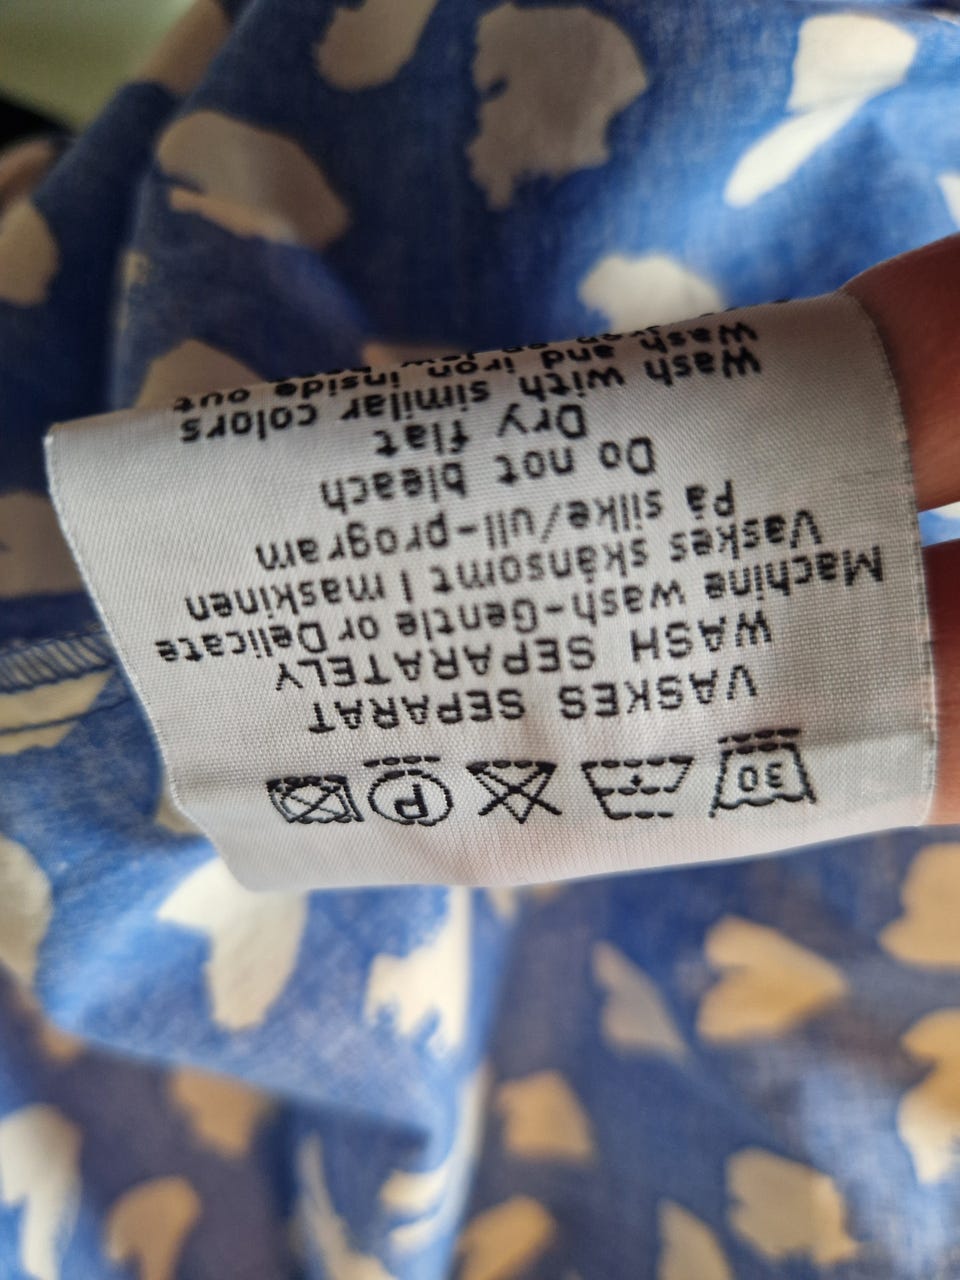 30 P
VASKES SEPARAT
WASH SEPARATELY
Machine wash-Gentle or Delicate
Vaskes skånsomt I maskinen
på silke/ull-program
Do not bleach
Dry flat
Wash with similar colors
Wash and iron inside out